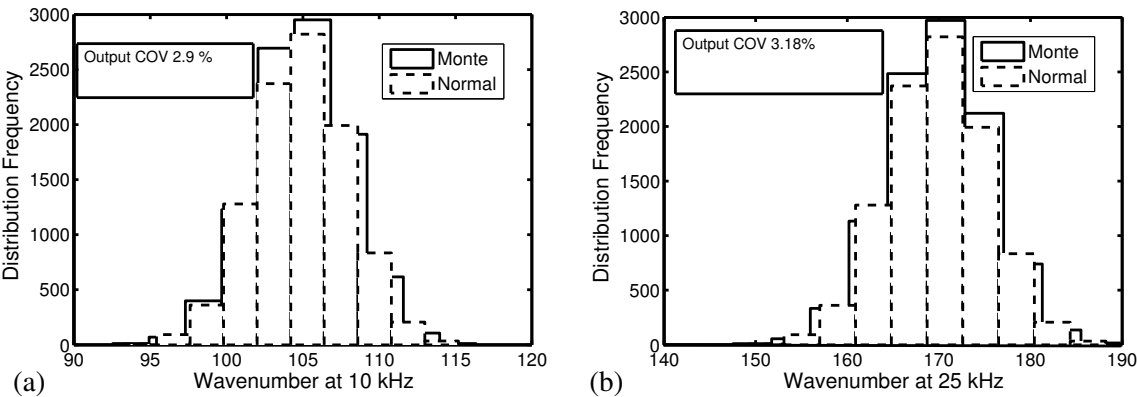 3000
2500
2000
1500
1000
500
0
Distribution Frequency
Output COV 2.9 %
Monte
Normal
90 95 100 105 110 115 120
Wavenumber at 10 kHz
(a)
3000
2500
2000
1500
1000
500
0
Distribution Frequency
Output COV 3.18%
Monte
Normal
140 150 160 170 180 190
Wavenumber at 25 kHz
(b)